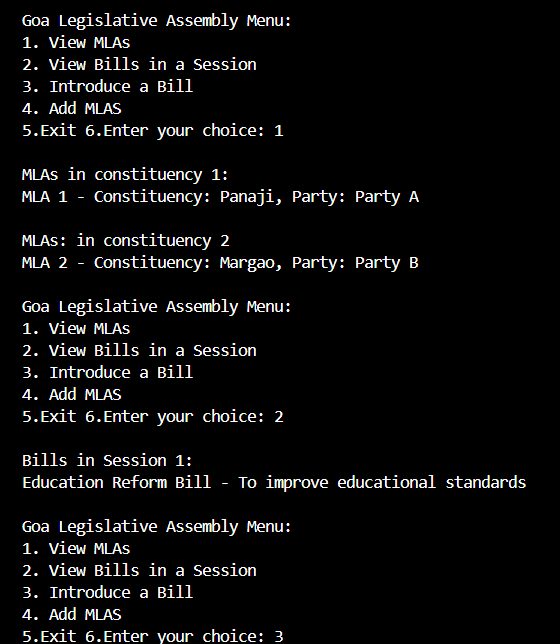 Goa Legislative Assembly Menu:
1. View MLAs
2. View Bills in a Session
3. Introduce a Bill
4. Add MLAS
5.Exit 6.Enter your choice: 1
MLAs in constituency 1:
MLA 1 - Constituency: Panaji, Party: Party A
MLAs: in constituency 2
MLA 2 - Constituency: Margao, Party: Party B
Goa Legislative Assembly Menu:
1. View MLAs
2. View Bills in a Session
3. Introduce a Bill
4. Add MLAS
5.Exit 6.Enter your choice: 2
Bills in Session 1:
Education Reform Bill - To improve educational standards
Goa Legislative Assembly Menu:
1. View MLAs
2. View Bills in a Session
3. Introduce a Bill
4. Add MLAS
5.Exit 6.Enter your choice: 3